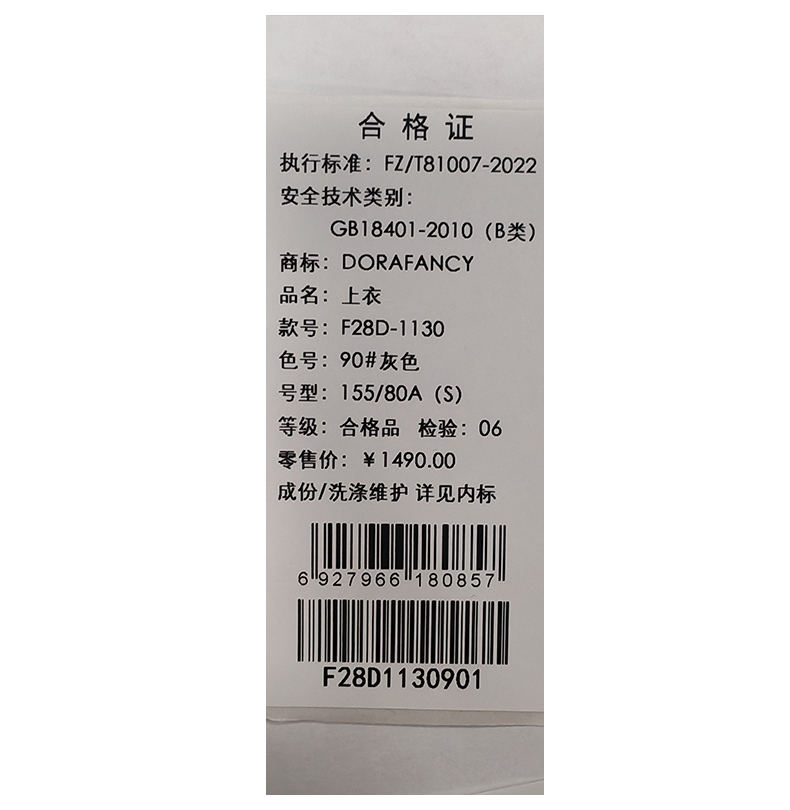 合格证
执行标准：FZ/T81007-2022
安全技术类别：
GB18401-2010（B类）
商标：DORAFANCY
品名：上衣
款号：F28D-1130
色号：90#灰色
号型：155/80A（S）
等级：合格品 检验：06
零售价：￥1490.00
成份/洗涤维护 详见内标
6 927966 180857
F28D1130901